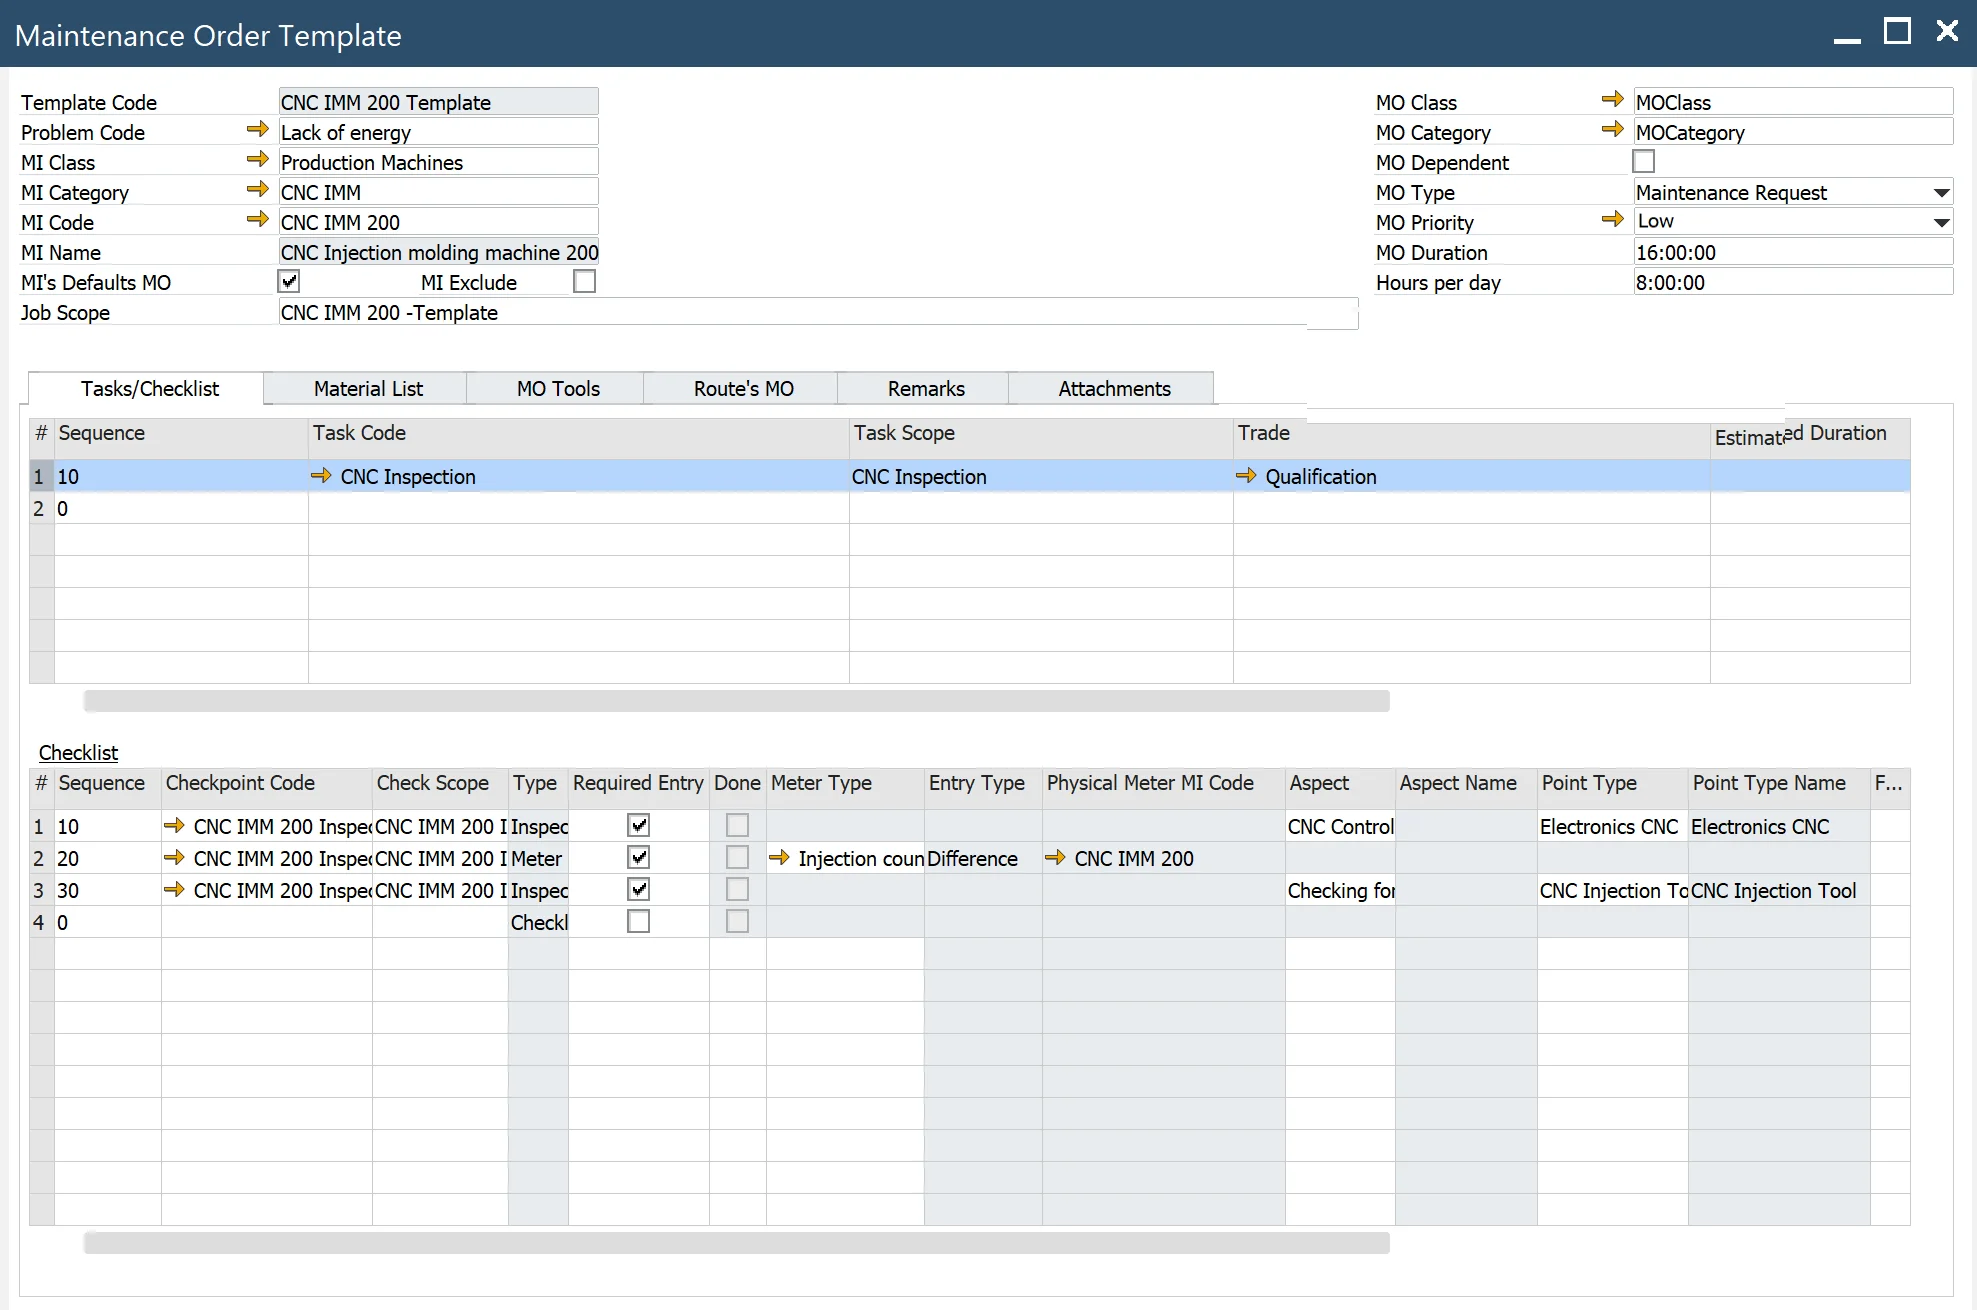 Maintenance Order Template
Template Code CNC IMM 200 Template
Problem Code Lack of energy
MI Class Production Machines
MI Category CNC IMM
MI Code CNC IMM 200
MI Name CNC Injection molding machine 200
MI's Defaults MO MI Exclude
Job Scope CNC IMM 200 -Template
MO Class MOClass
MO Category MOCategory
MO Dependent
MO Type Maintenance Request
MO Priority Low
MO Duration 16:00:00
Hours per day 8:00:00
Tasks/Checklist Material List MO Tools Route's MO Remarks Attachments
# Sequence Task Code Task Scope Trade Estimated Duration
1 10 CNC Inspection CNC Inspection Qualification
2 0
Checklist
# Sequence Checkpoint Code Check Scope Type Required Entry Done Meter Type Entry Type Physical Meter MI Code Aspect Aspect Name Point Type Point Type Name F...
1 10 CNC IMM 200 Inspec CNC IMM 200 I Inspec CNC Control Electronics CNC Electronics CNC
2 20 CNC IMM 200 Inspec CNC IMM 200 I Meter Injection coun Difference CNC IMM 200
3 30 CNC IMM 200 Inspec CNC IMM 200 I Inspec Checking for CNC Injection To CNC Injection Tool
4 0 Checkl